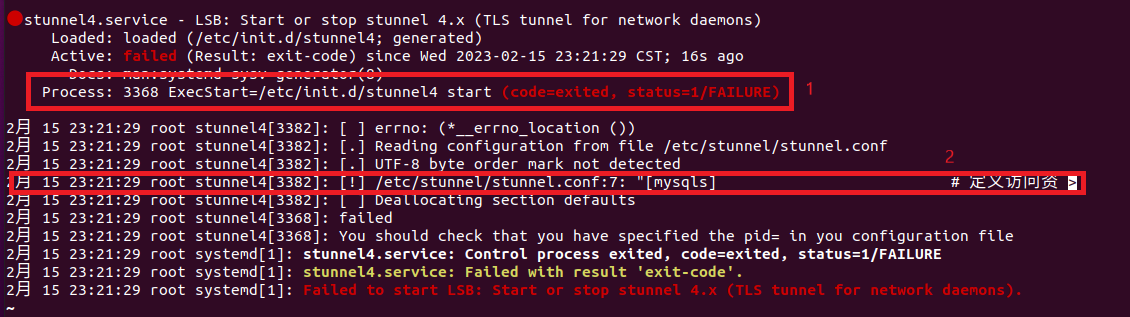 stunnel4.service - LSB: Start or stop stunnel 4.x (TLS tunnel for network daemons)
Loaded: loaded (/etc/init.d/stunnel4; generated)
Active: failed (Result: exit-code) since Wed 2023-02-15 23:21:29 CST; 16s ago
Docs: man:systemd-sysv-generator(8)
Process: 3368 ExecStart=/etc/init.d/stunnel4 start (code=exited, status=1/FAILURE) 1
2月 15 23:21:29 root stunnel4[3382]: [ ] errno: (*__errno_location ())
2月 15 23:21:29 root stunnel4[3382]: [.] Reading configuration from file /etc/stunnel/stunnel.conf
2月 15 23:21:29 root stunnel4[3382]: [.] UTF-8 byte order mark not detected
2
2月 15 23:21:29 root stunnel4[3382]: [!] /etc/stunnel/stunnel.conf:7: "[mysqls] # 定义访问资 >
2月 15 23:21:29 root stunnel4[3382]: [ ] Deallocating section defaults
2月 15 23:21:29 root stunnel4[3368]: failed
2月 15 23:21:29 root stunnel4[3368]: You should check that you have specified the pid= in you configuration file
2月 15 23:21:29 root systemd[1]: stunnel4.service: Control process exited, code=exited, status=1/FAILURE
2月 15 23:21:29 root systemd[1]: stunnel4.service: Failed with result 'exit-code'.
2月 15 23:21:29 root systemd[1]: Failed to start LSB: Start or stop stunnel 4.x (TLS tunnel for network daemons).
~